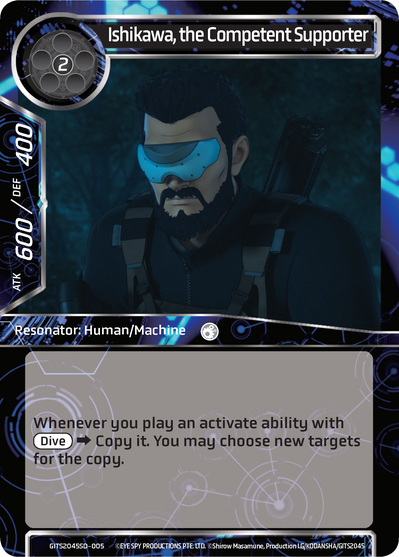 Ishikawa, the Competent Supporter
2
ATK 600 / DEF 400
Resonator: Human/Machine
Whenever you play an activate ability with
Dive ➡ Copy it. You may choose new targets
for the copy.
GITS2045SD-005 ©EYE SPY PRODUCTIONS PTE. LTD. ©Shirow Masamune, Production I.G/KODANSHA/GITS2045